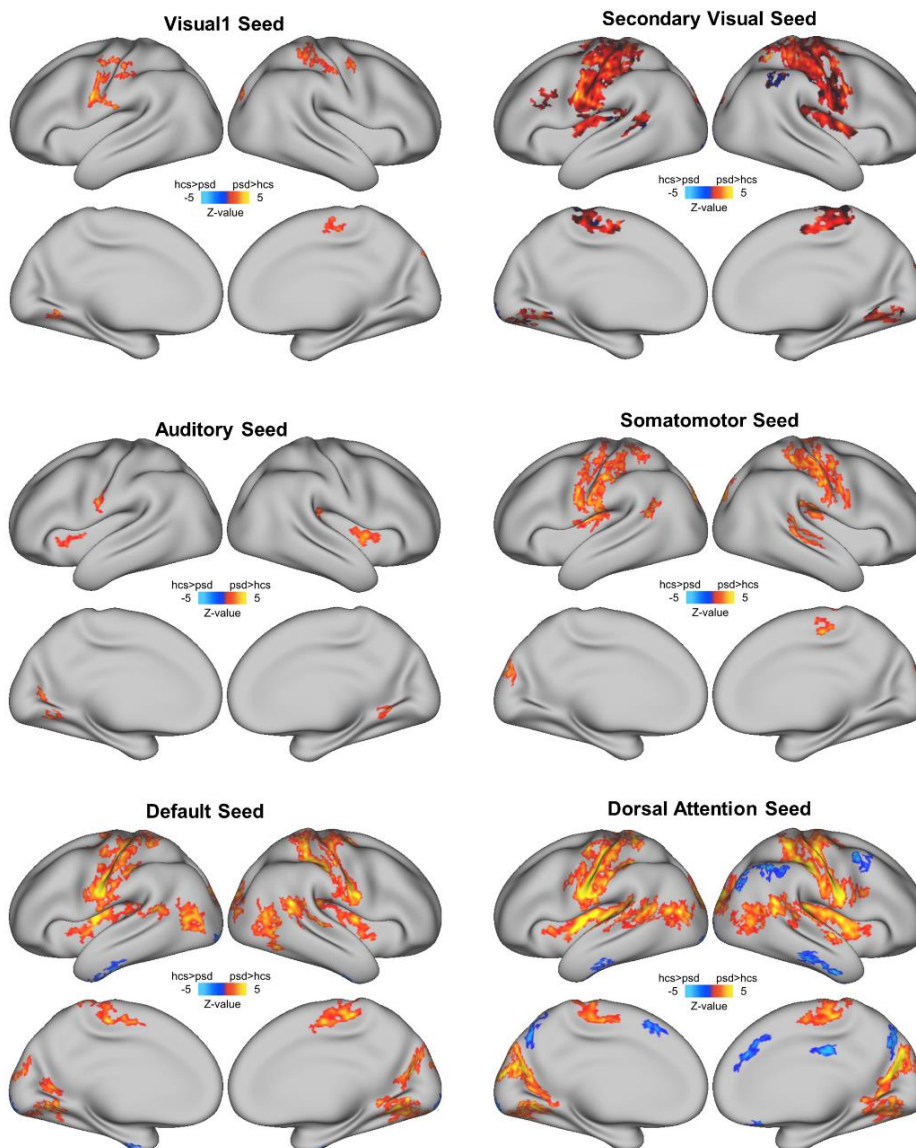 Visual1 Seed
hcs>psd psd>hcs
-5 5
Z-value
Secondary Visual Seed
hcs>psd psd>hcs
-5 5
Z-value
Auditory Seed
hcs>psd psd>hcs
-5 5
Z-value
Somatomotor Seed
hcs>psd psd>hcs
-5 5
Z-value
Default Seed
hcs>psd psd>hcs
-5 5
Z-value
Dorsal Attention Seed
hcs>psd psd>hcs
-5 5
Z-value